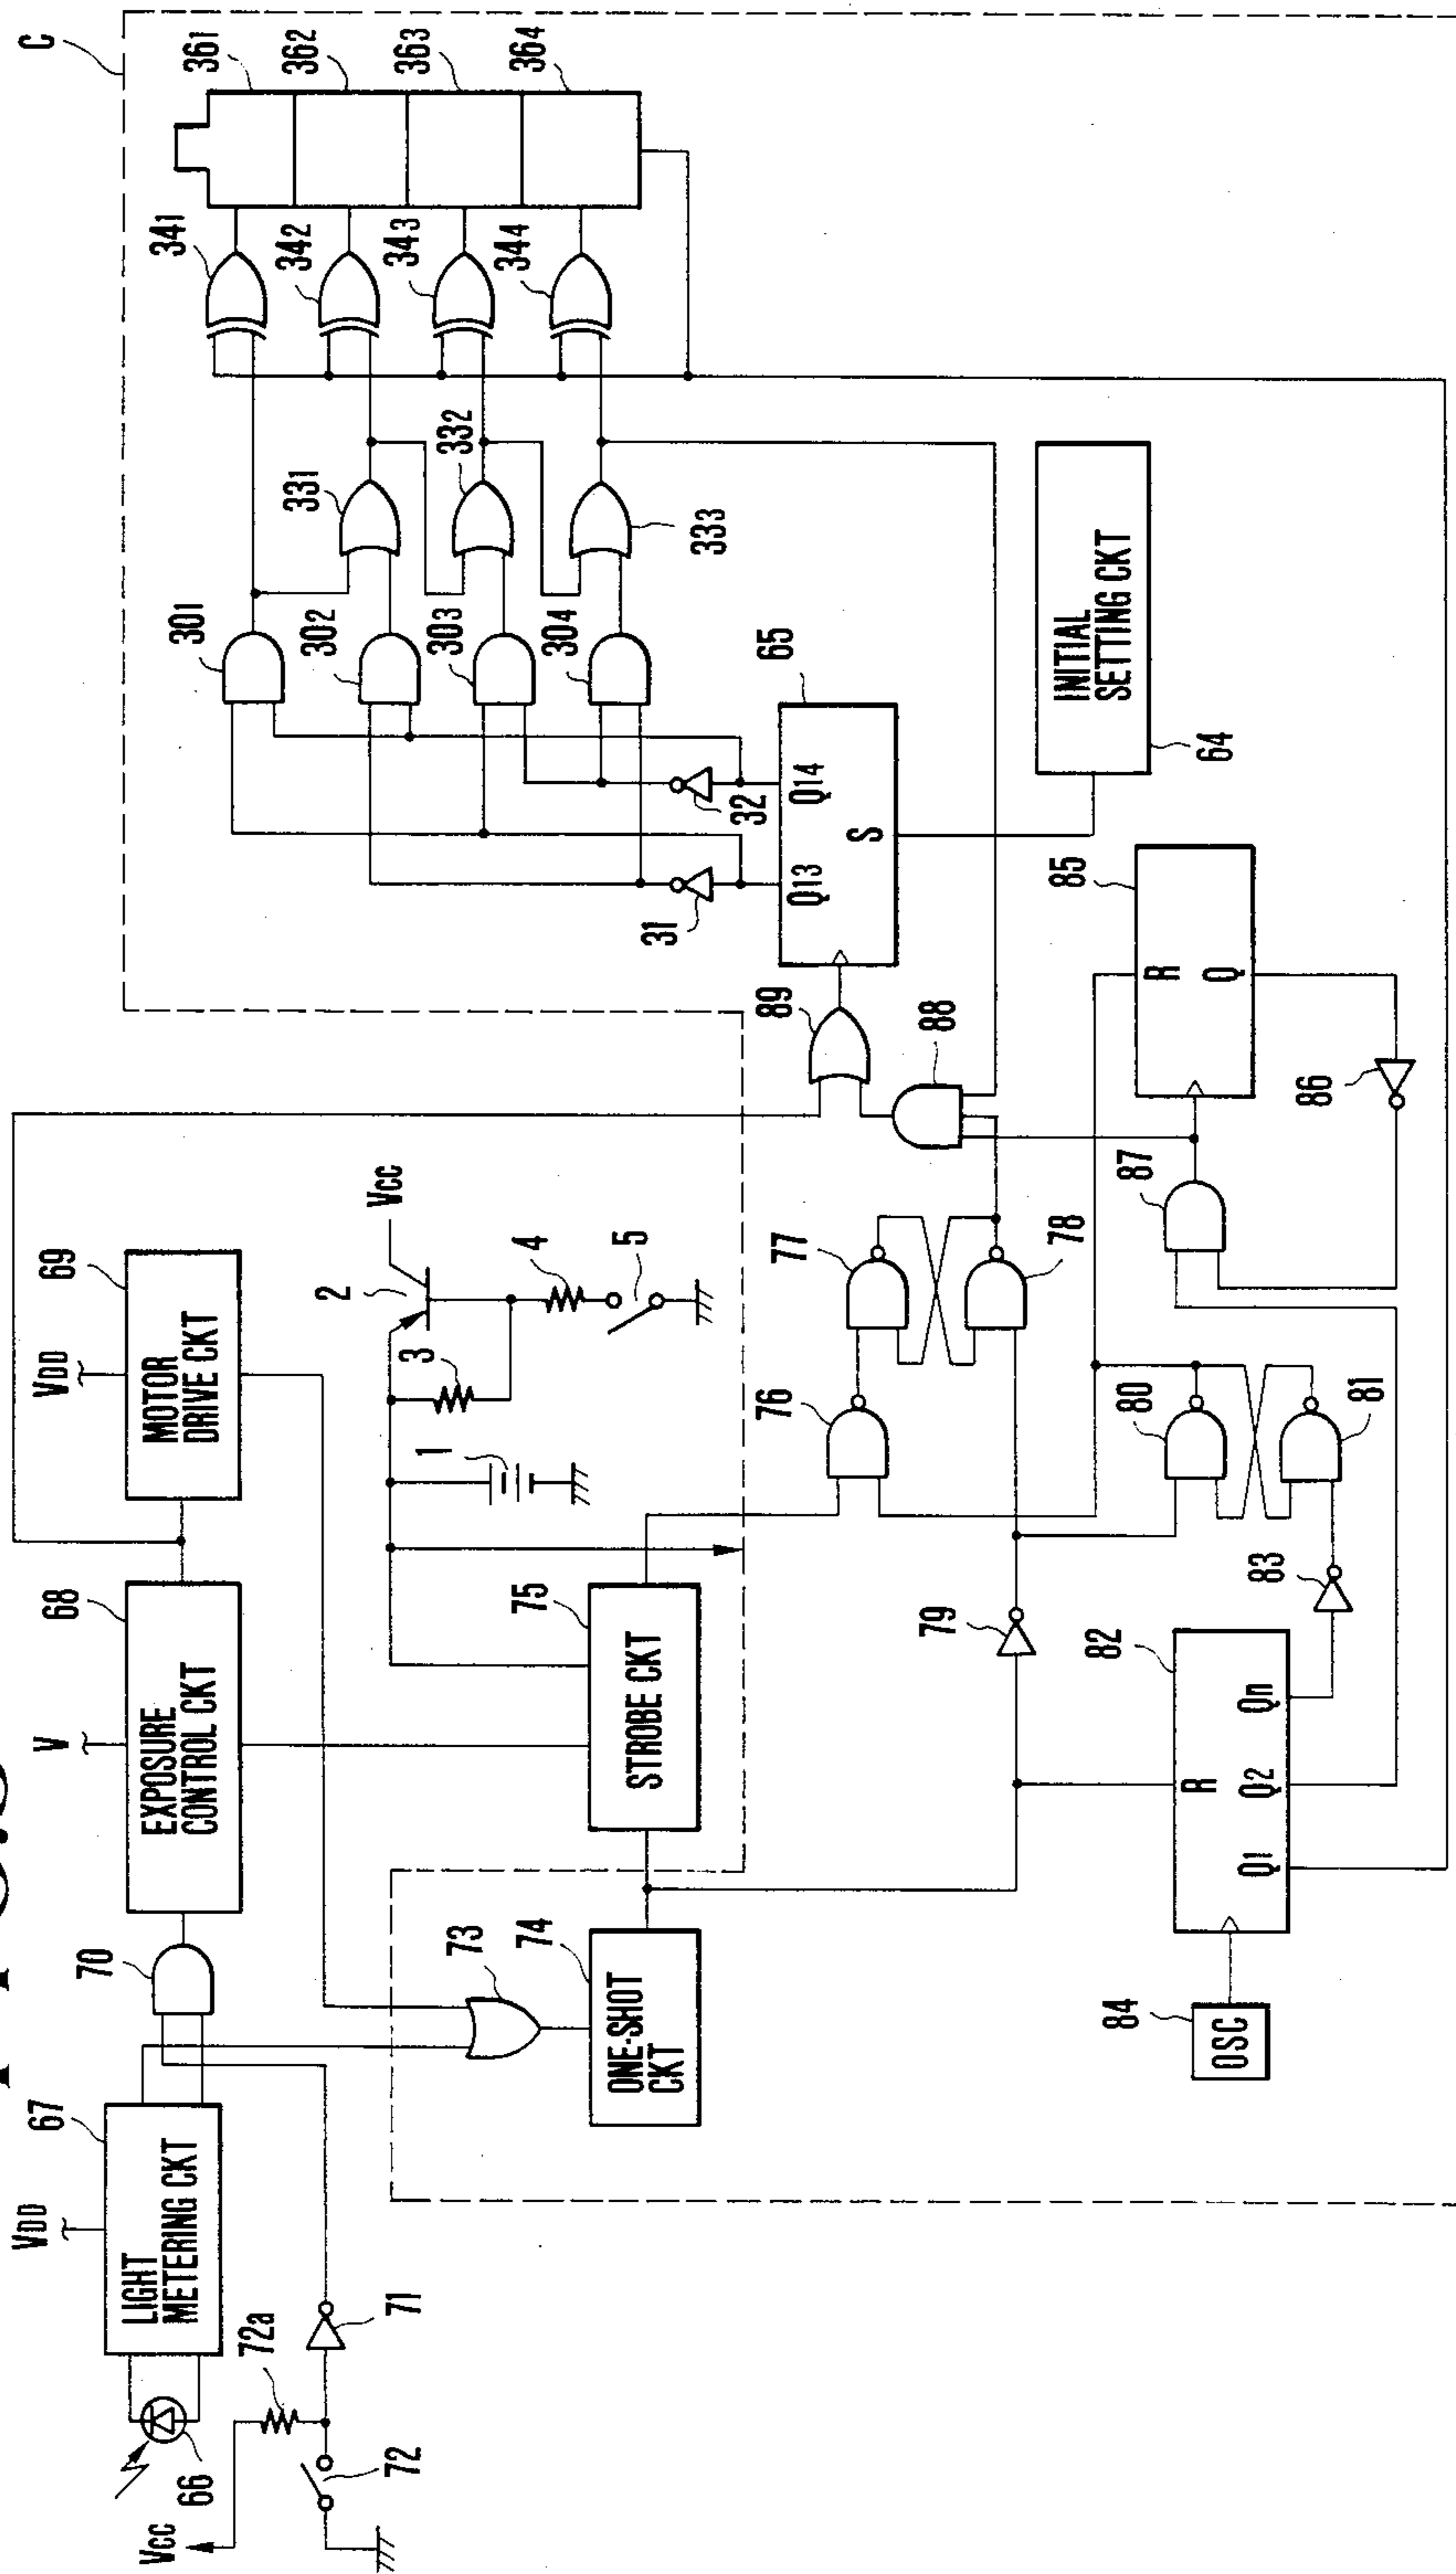 C
VDD
67
LIGHT
METERING CKT
66
VCC
72a
72
71
70
V
68
EXPOSURE
CONTROL CKT
VDD
69
MOTOR
DRIVE CKT
73
74
ONE-SHOT
CKT
75
STROBE CKT
1
2
3
4
5
VCC
76
77
78
79
80
81
82
R
Q1
Q2
Qn
83
84
OSC
85
R
Q
86
87
88
89
65
Q13
Q14
S
31
32
64
INITIAL
SETTING CKT
301
302
303
304
331
332
333
341
342
343
344
361
362
363
364